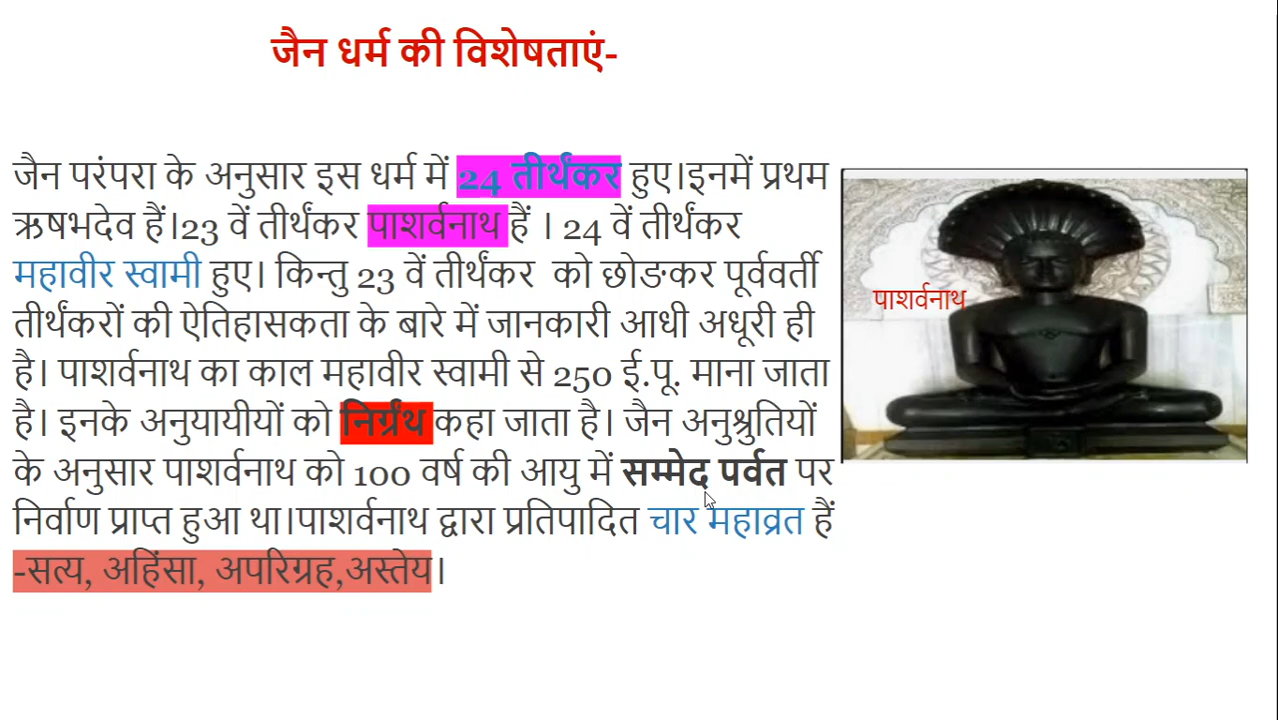 जैन धर्म की विशेषताएं-
जैन परंपरा के अनुसार इस धर्म में 24 तीर्थंकर हुए।इनमें प्रथम
ऋषभदेव हैं।23 वें तीर्थंकर पाशर्वनाथ हैं । 24 वें तीर्थंकर
महावीर स्वामी हुए। किन्तु 23 वें तीर्थंकर को छोङकर पूर्ववर्ती
तीर्थंकरों की ऐतिहासकता के बारे में जानकारी आधी अधूरी ही
है। पाशर्वनाथ का काल महावीर स्वामी से 250 ई.पू. माना जाता
है। इनके अनुयायीयों को निर्ग्रंथ कहा जाता है। जैन अनुश्रुतियों
के अनुसार पाशर्वनाथ को 100 वर्ष की आयु में सम्मेद पर्वत पर
निर्वाण प्राप्त हुआ था।पाशर्वनाथ द्वारा प्रतिपादित चार महाव्रत हैं
-सत्य, अहिंसा, अपरिग्रह,अस्तेय।
पाशर्वनाथ